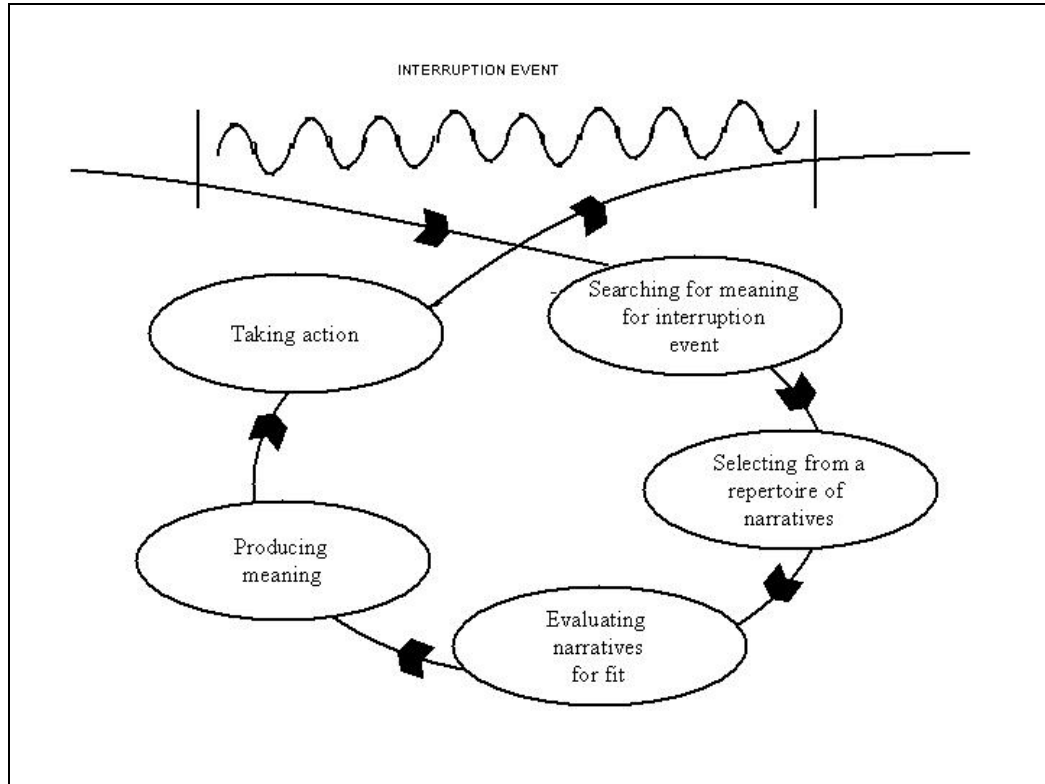 INTERRUPTION EVENT
Searching for meaning
for interruption
event
Taking action
Selecting from a
repertoire of
narratives
Producing
meaning
Evaluating
narratives
for fit